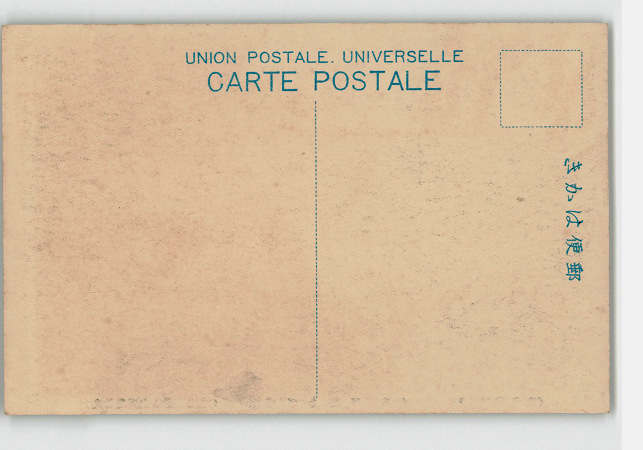 UNION POSTALE. UNIVERSELLE
CARTE POSTALE
郵便はかき